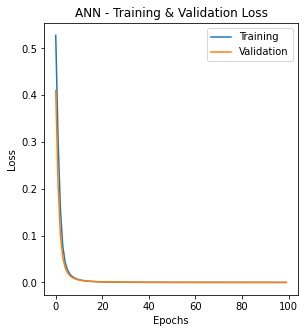 ANN - Training & Validation Loss
Training
Validation
0.5
0.4
0.3
0.2
0.1
0.0
Loss
0 20 40 60 80 100
Epochs